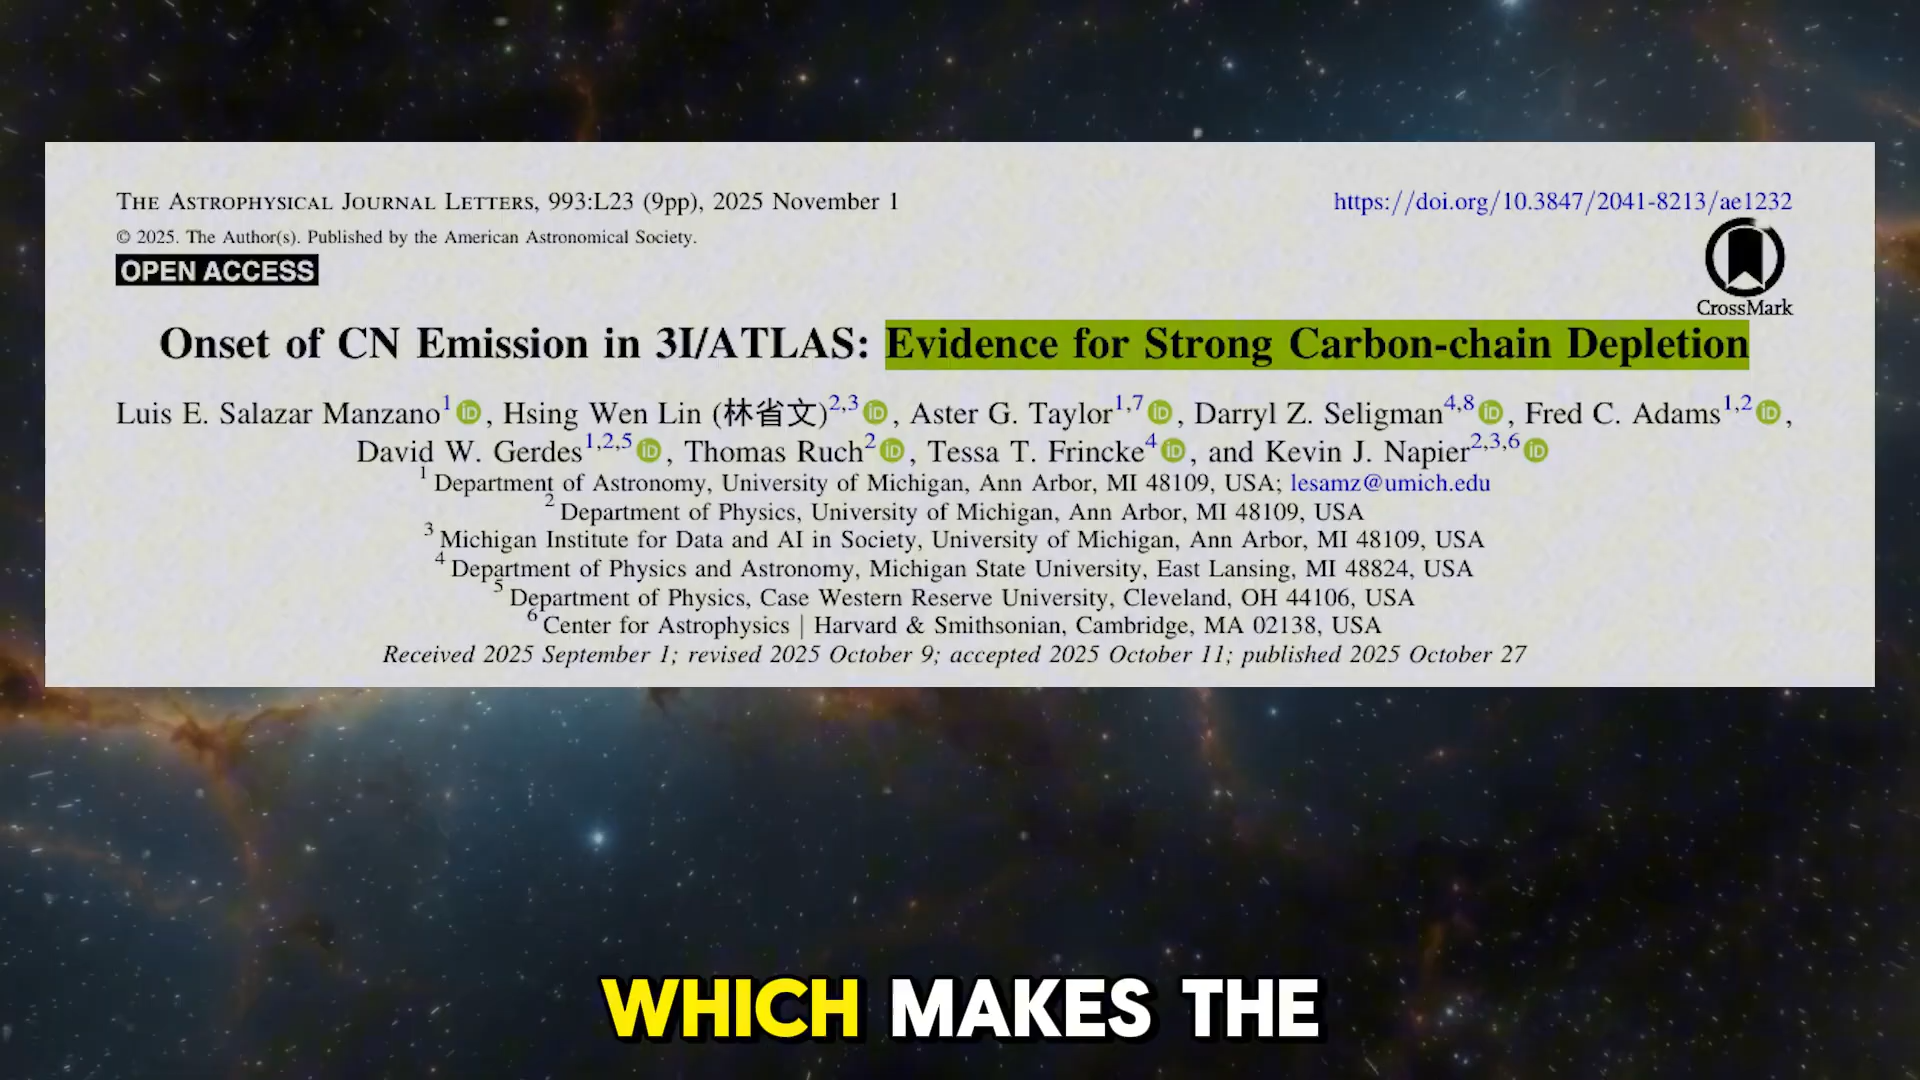 THE ASTROPHYSICAL JOURNAL LETTERS, 993:L23 (9pp), 2025 November 1
https://doi.org/10.3847/2041-8213/ae1232
© 2025. The Author(s). Published by the American Astronomical Society.
OPEN ACCESS
CrossMark
Onset of CN Emission in 3I/ATLAS: Evidence for Strong Carbon-chain Depletion
Luis E. Salazar Manzano1 iD, Hsing Wen Lin (林省文)2,3 iD, Aster G. Taylor1,7 iD, Darryl Z. Seligman4,8 iD, Fred C. Adams1,2 iD,
David W. Gerdes1,2,5 iD, Thomas Ruch2 iD, Tessa T. Frincke4 iD, and Kevin J. Napier2,3,6 iD
1 Department of Astronomy, University of Michigan, Ann Arbor, MI 48109, USA; lesamz@umich.edu
2 Department of Physics, University of Michigan, Ann Arbor, MI 48109, USA
3 Michigan Institute for Data and AI in Society, University of Michigan, Ann Arbor, MI 48109, USA
4 Department of Physics and Astronomy, Michigan State University, East Lansing, MI 48824, USA
5 Department of Physics, Case Western Reserve University, Cleveland, OH 44106, USA
6 Center for Astrophysics | Harvard & Smithsonian, Cambridge, MA 02138, USA
Received 2025 September 1; revised 2025 October 9; accepted 2025 October 11; published 2025 October 27
WHICH MAKES THE